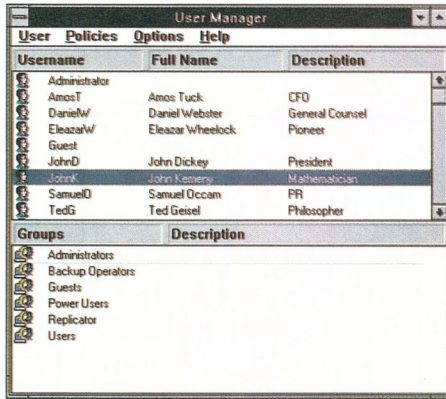 User Manager
User Policies Options Help
Username Full Name Description
Administrator
AmosT Amos Tuck CFO
DanielW Daniel Webster General Counsel
EleazarW Eleazar Wheelock Pioneer
Guest
JohnD John Dickey President
JohnK John Kemeny Mathematician
SamuelO Samuel Occam PR
TedG Ted Geisel Philosopher
Groups Description
Administrators
Backup Operators
Guests
Power Users
Replicator
Users